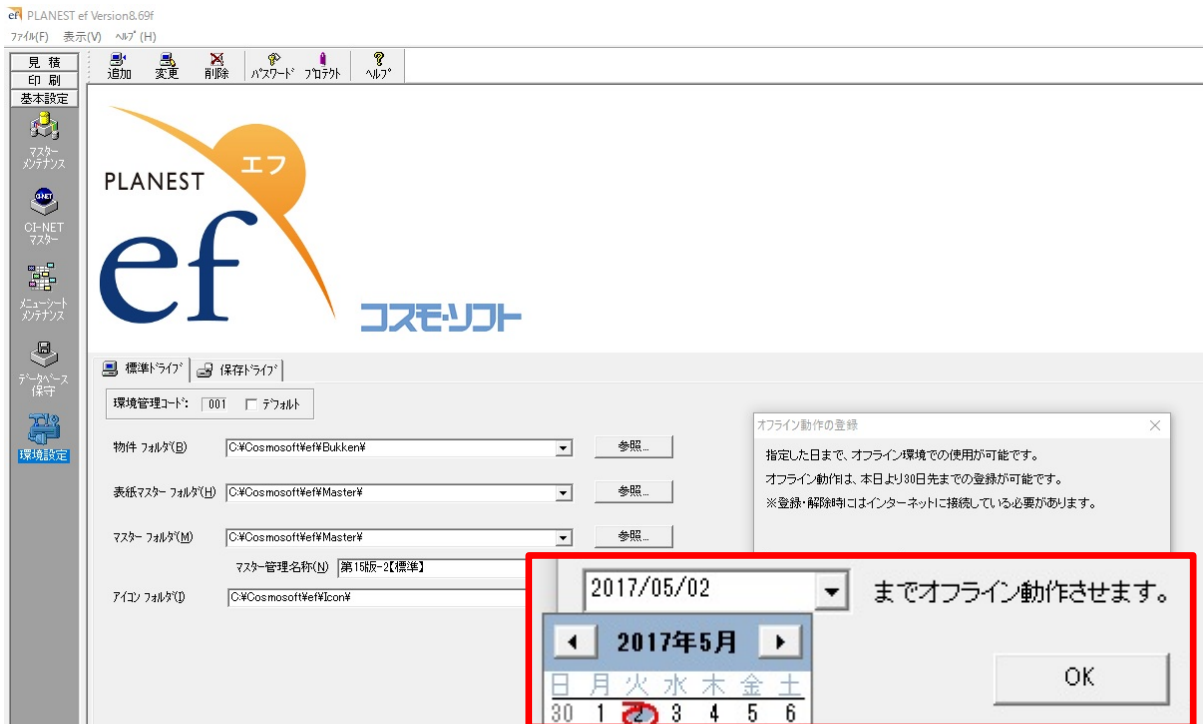 ef PLANEST ef Version8.69f
ファイル(F) 表示(V) ヘルプ(H)
見 積
印 刷
基本設定
マスター
メンテナンス
CI-NET
CI-NET
マスター
メニューシート
メンテナンス
データベース
保守
環境設定
追加 変更 削除 パスワード プロテクト ヘルプ
PLANEST
エフ
ef
コスモ・ソフト
標準ドライブ 保存ドライブ
環境管理コード: 001 デフォルト
物件 フォルダ(B) C:¥Cosmosoft¥ef¥Bukken¥ 参照...
表紙マスター フォルダ(H) C:¥Cosmosoft¥ef¥Master¥ 参照...
マスター フォルダ(M) C:¥Cosmosoft¥ef¥Master¥ 参照...
マスター管理名称(N) 第15版-2【標準】
アイコン フォルダ(I) C:¥Cosmosoft¥ef¥Icon¥
オフライン動作の登録
指定した日まで、オフライン環境での使用が可能です。
オフライン動作は、本日より30日先までの登録が可能です。
※登録・解除時にはインターネットに接続している必要があります。
2017/05/02 までオフライン動作させます。
2017年5月
日 月 火 水 木 金 土
30 1 2 3 4 5 6
OK